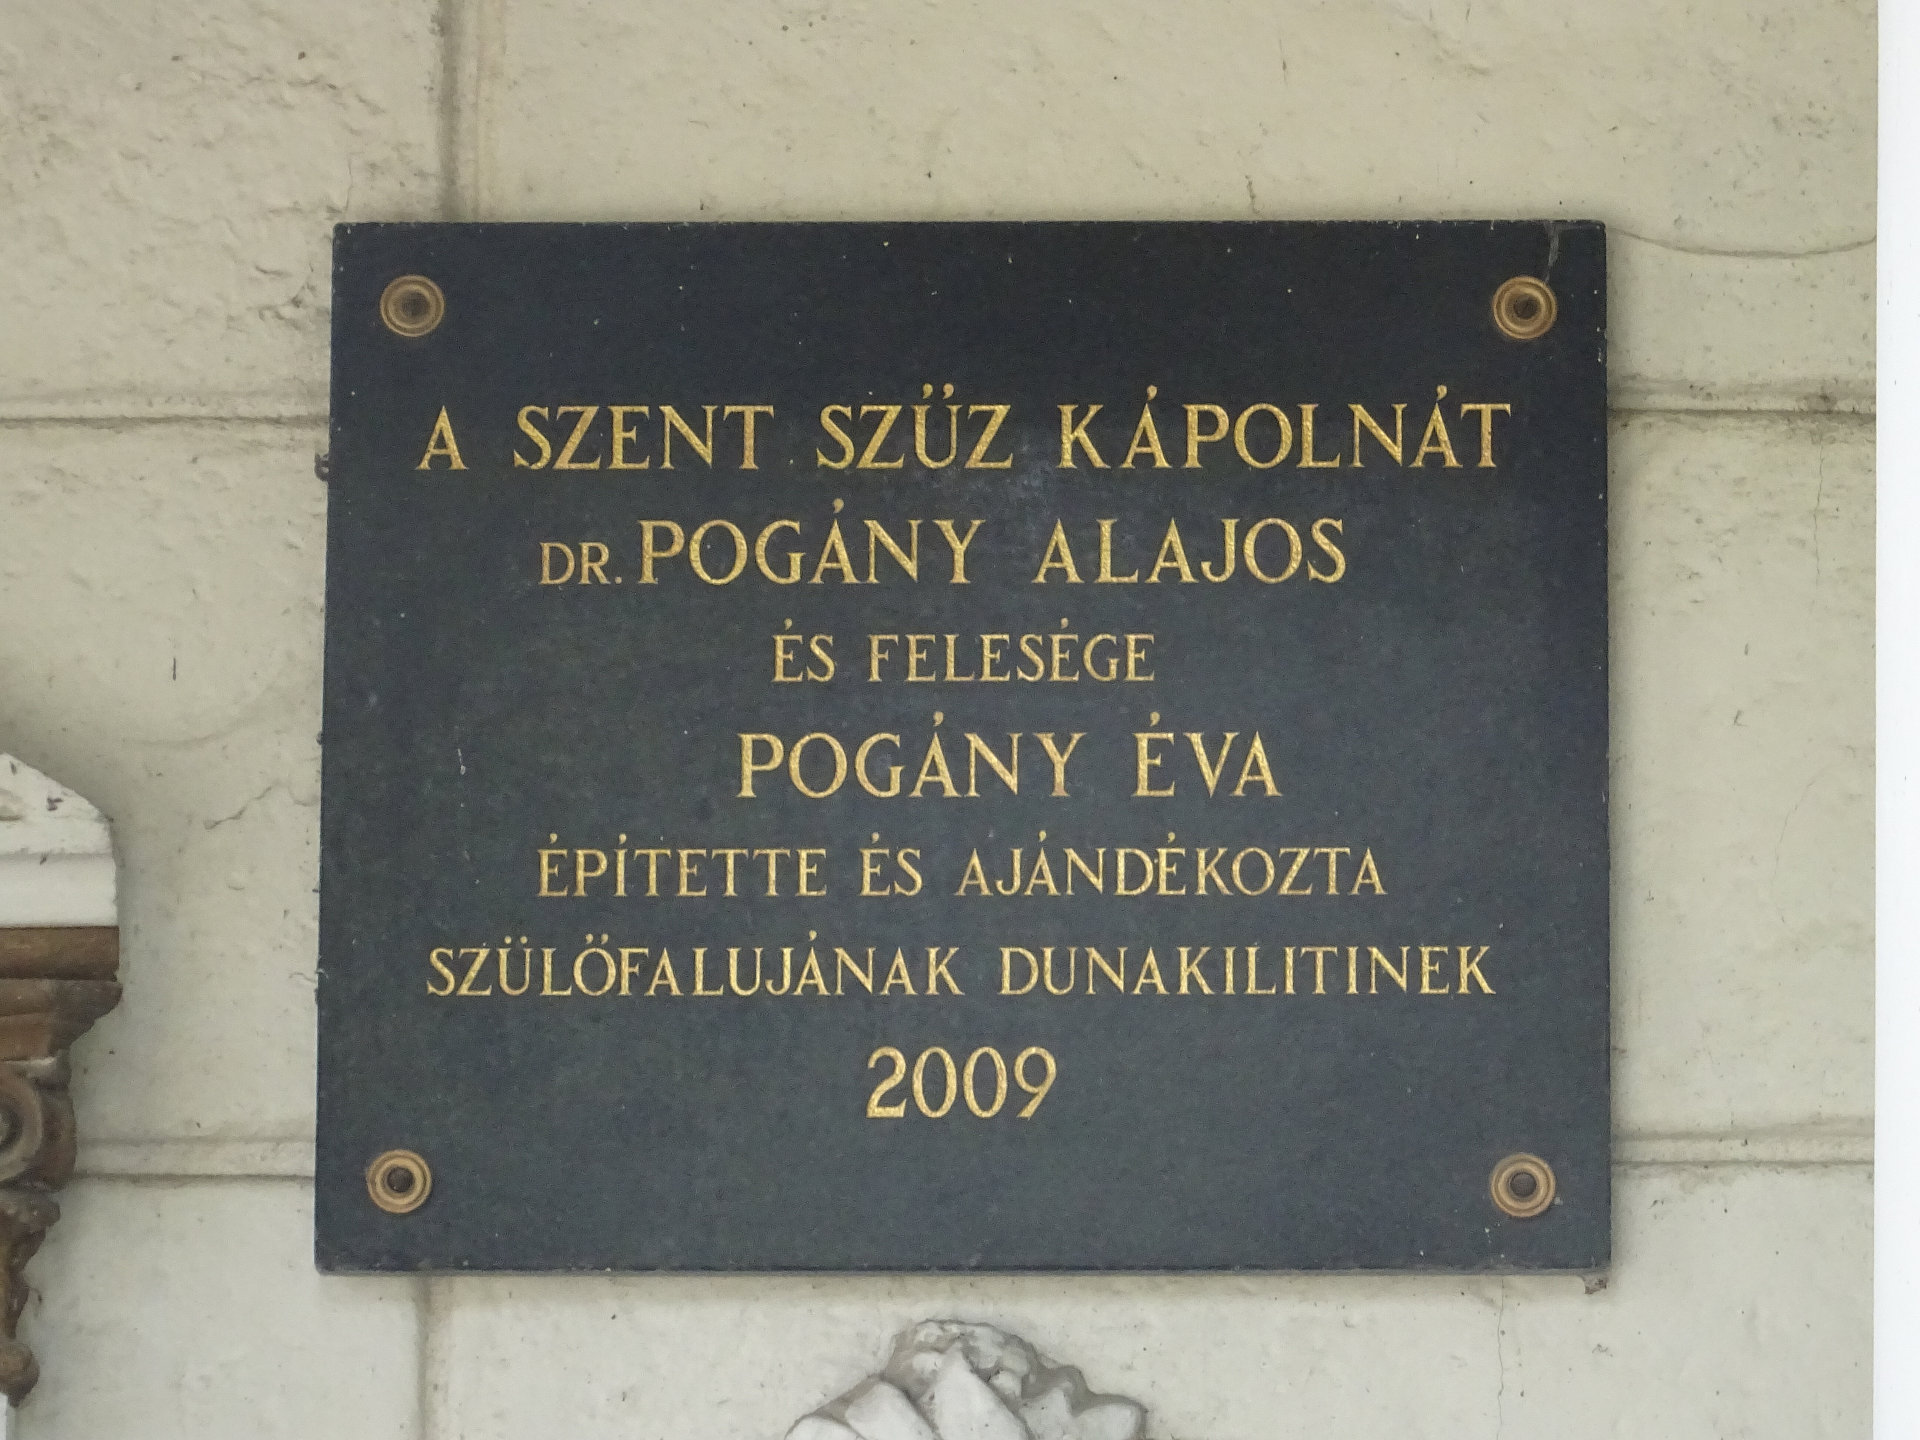 A SZENT SZŰZ KÁPOLNÁT
DR. POGÁNY ALAJOS
ÉS FELESÉGE
POGÁNY ÉVA
ÉPÍTETTE ÉS AJÁNDÉKOZTA
SZÜLŐFALUJÁNAK DUNAKILITINEK
2009